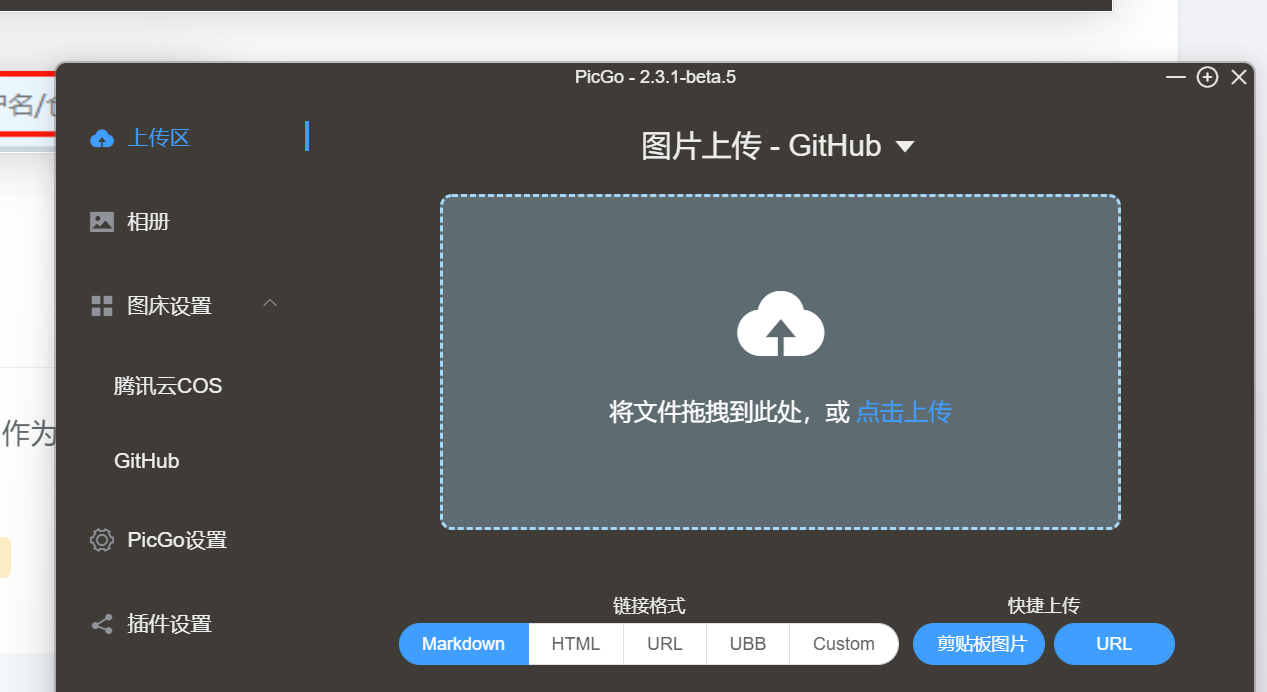 PicGo - 2.3.1-beta.5
名/
上传区
图片上传 - GitHub
相册
图床设置
腾讯云COS
将文件拖拽到此处，或 点击上传
作为
GitHub
PicGo设置
插件设置
链接格式
快捷上传
Markdown HTML URL UBB Custom
剪贴板图片 URL